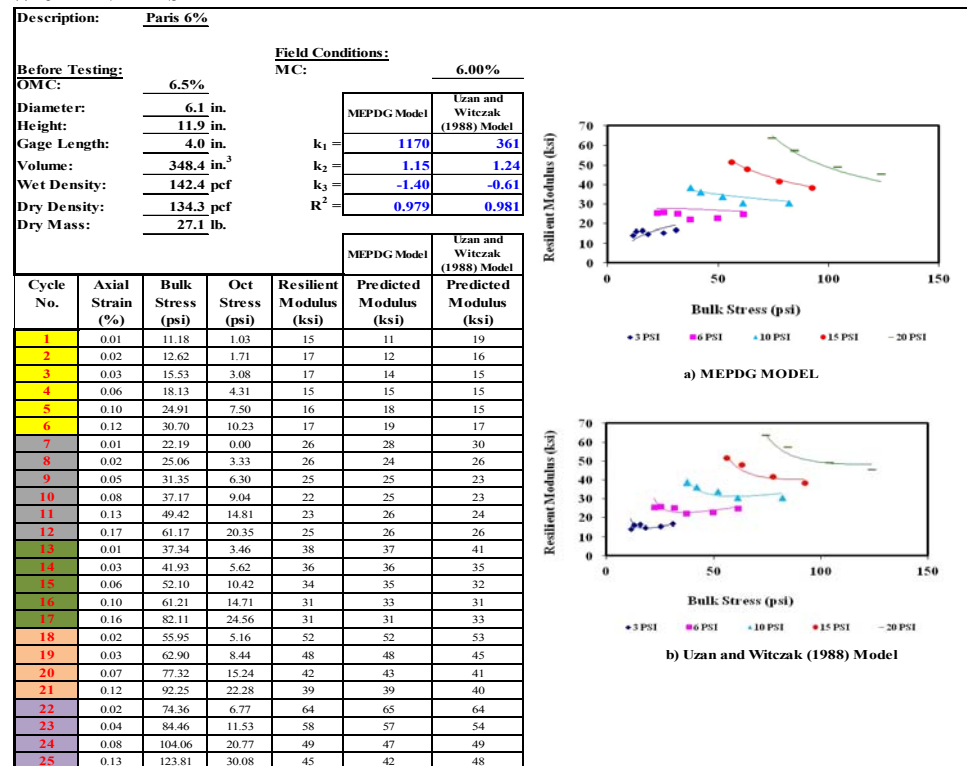 Description: Paris 6%
Field Conditions:
Before Testing: MC: 6.00%
OMC: 6.5%
Diameter: 6.1 in.
Height: 11.9 in.
Gage Length: 4.0 in.
Volume: 348.4 in.3
Wet Density: 142.4 pcf
Dry Density: 134.3 pcf
Dry Mass: 27.1 lb.
MEPDG Model Uzan and Witczak (1988) Model
k1 = 1170 361
k2 = 1.15 1.24
k3 = -1.40 -0.61
R2 = 0.979 0.981
MEPDG Model Uzan and Witczak (1988) Model
Cycle No. Axial Strain (%) Bulk Stress (psi) Oct Stress (psi) Resilient Modulus (ksi) Predicted Modulus (ksi) Predicted Modulus (ksi)
1 0.01 11.18 1.03 15 11 19
2 0.02 12.62 1.71 17 12 16
3 0.03 15.53 3.08 17 14 15
4 0.06 18.13 4.31 15 15 15
5 0.10 24.91 7.50 16 18 15
6 0.12 30.70 10.23 17 19 17
7 0.01 22.19 0.00 26 28 30
8 0.02 25.06 3.33 26 24 26
9 0.05 31.35 6.30 25 25 23
10 0.08 37.17 9.04 22 25 23
11 0.13 49.42 14.81 23 26 24
12 0.17 61.17 20.35 25 26 26
13 0.01 37.34 3.46 38 37 41
14 0.03 41.93 5.62 36 36 35
15 0.06 52.10 10.42 34 35 32
16 0.10 61.21 14.71 31 33 31
17 0.16 82.11 24.56 31 31 33
18 0.02 55.95 5.16 52 52 53
19 0.03 62.90 8.44 48 48 45
20 0.07 77.32 15.24 42 43 41
21 0.12 92.25 22.28 39 39 40
22 0.02 74.36 6.77 64 65 64
23 0.04 84.46 11.53 58 57 54
24 0.08 104.06 20.77 49 47 49
25 0.13 123.81 30.08 45 42 48
Resilient Modulus (ksi)
70
60
50
40
30
20
10
0
0 50 100 150
Bulk Stress (psi)
3 PSI 6 PSI 10 PSI 15 PSI 20 PSI
a) MEPDG MODEL
Resilient Modulus (ksi)
70
60
50
40
30
20
10
0
0 50 100 150
Bulk Stress (psi)
3 PSI 6 PSI 10 PSI 15 PSI 20 PSI
b) Uzan and Witczak (1988) Model